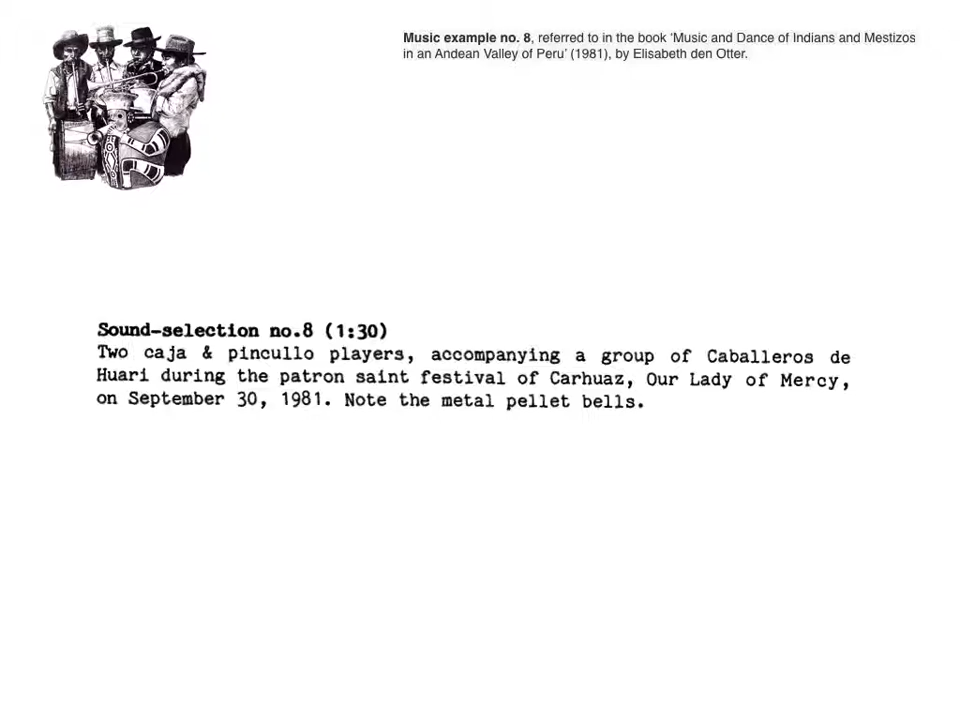 Music example no. 8, referred to in the book ‘Music and Dance of Indians and Mestizos
in an Andean Valley of Peru’ (1981), by Elisabeth den Otter.
Sound-selection no.8 (1:30)
Two caja & pincullo players, accompanying a group of Caballeros de
Huari during the patron saint festival of Carhuaz, Our Lady of Mercy,
on September 30, 1981. Note the metal pellet bells.